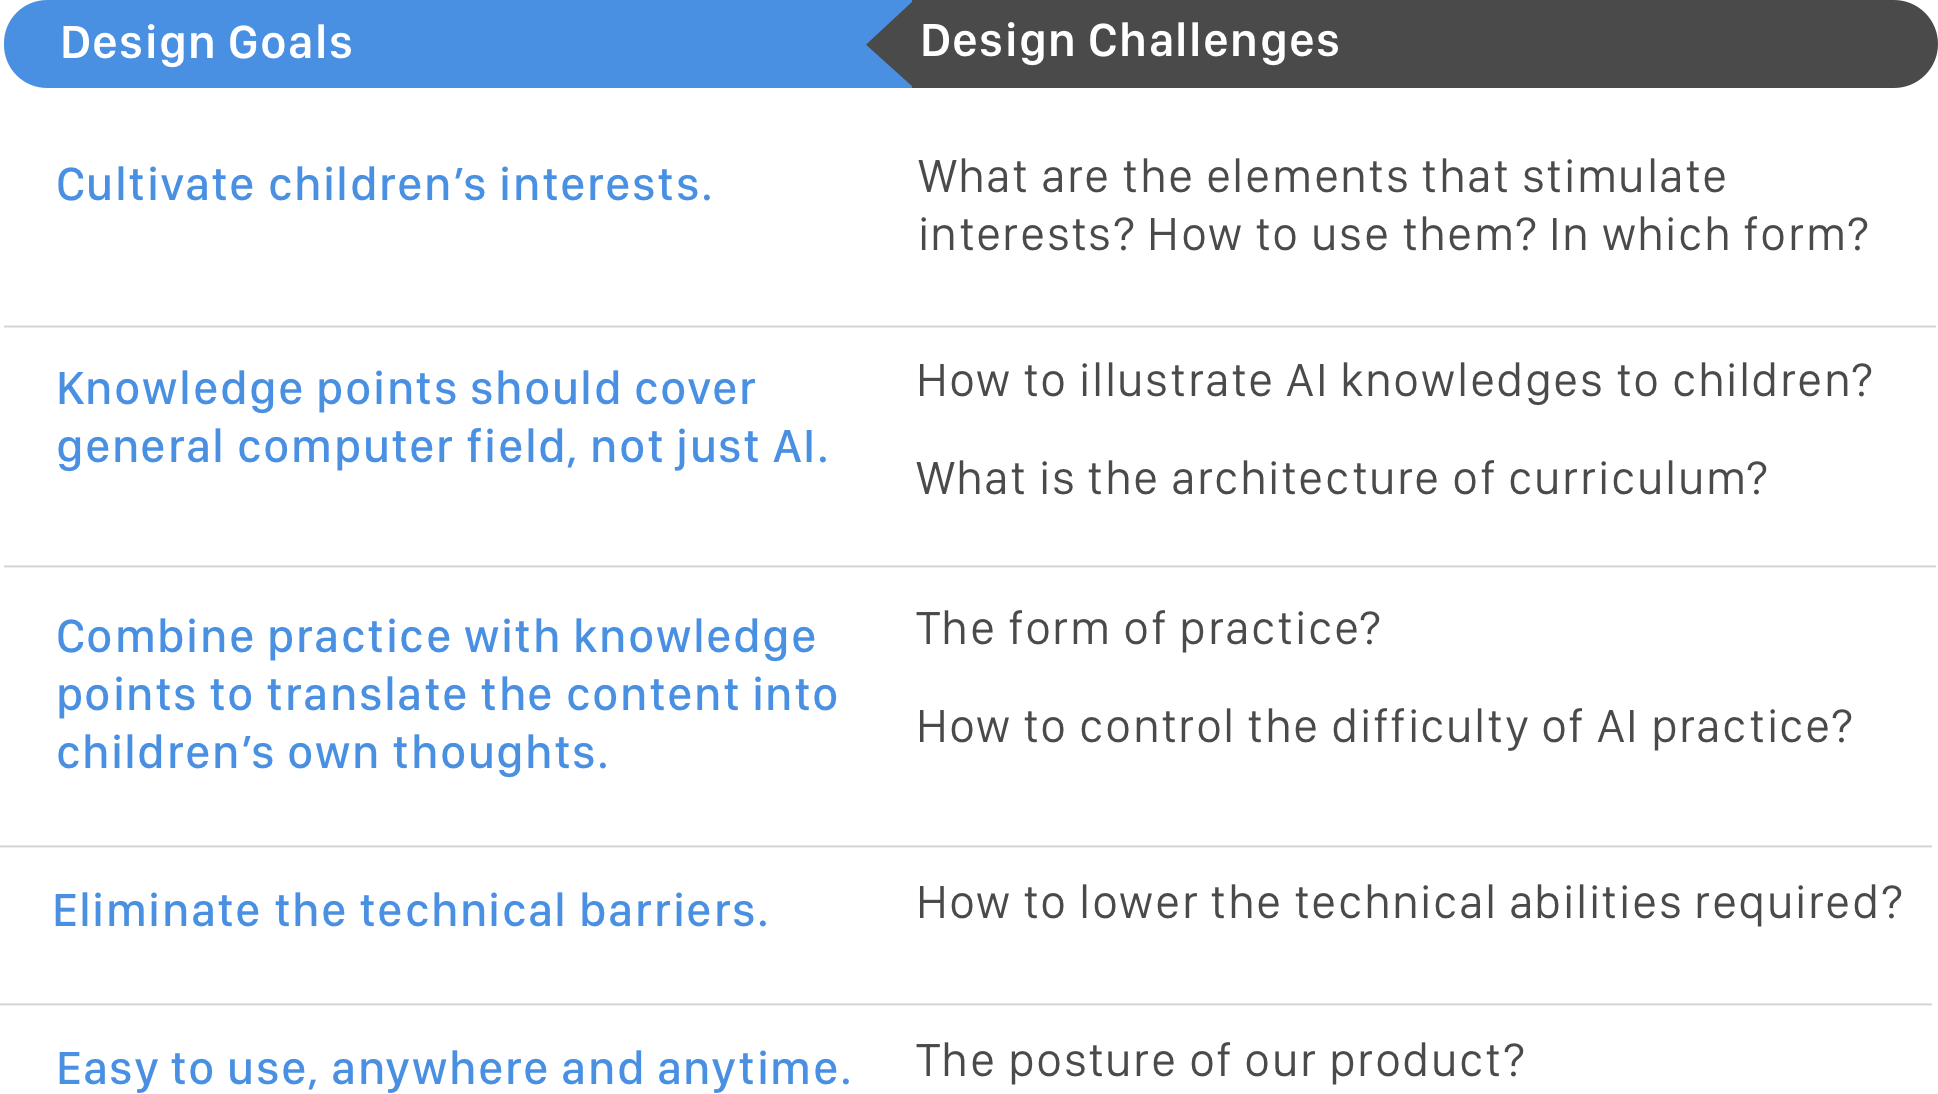 Design Goals
Design Challenges
Cultivate children’s interests.
What are the elements that stimulate
interests? How to use them? In which form?
Knowledge points should cover
general computer field, not just AI.
How to illustrate AI knowledges to children?
What is the architecture of curriculum?
Combine practice with knowledge
points to translate the content into
children’s own thoughts.
The form of practice?
How to control the difficulty of AI practice?
Eliminate the technical barriers.
How to lower the technical abilities required?
Easy to use, anywhere and anytime.
The posture of our product?